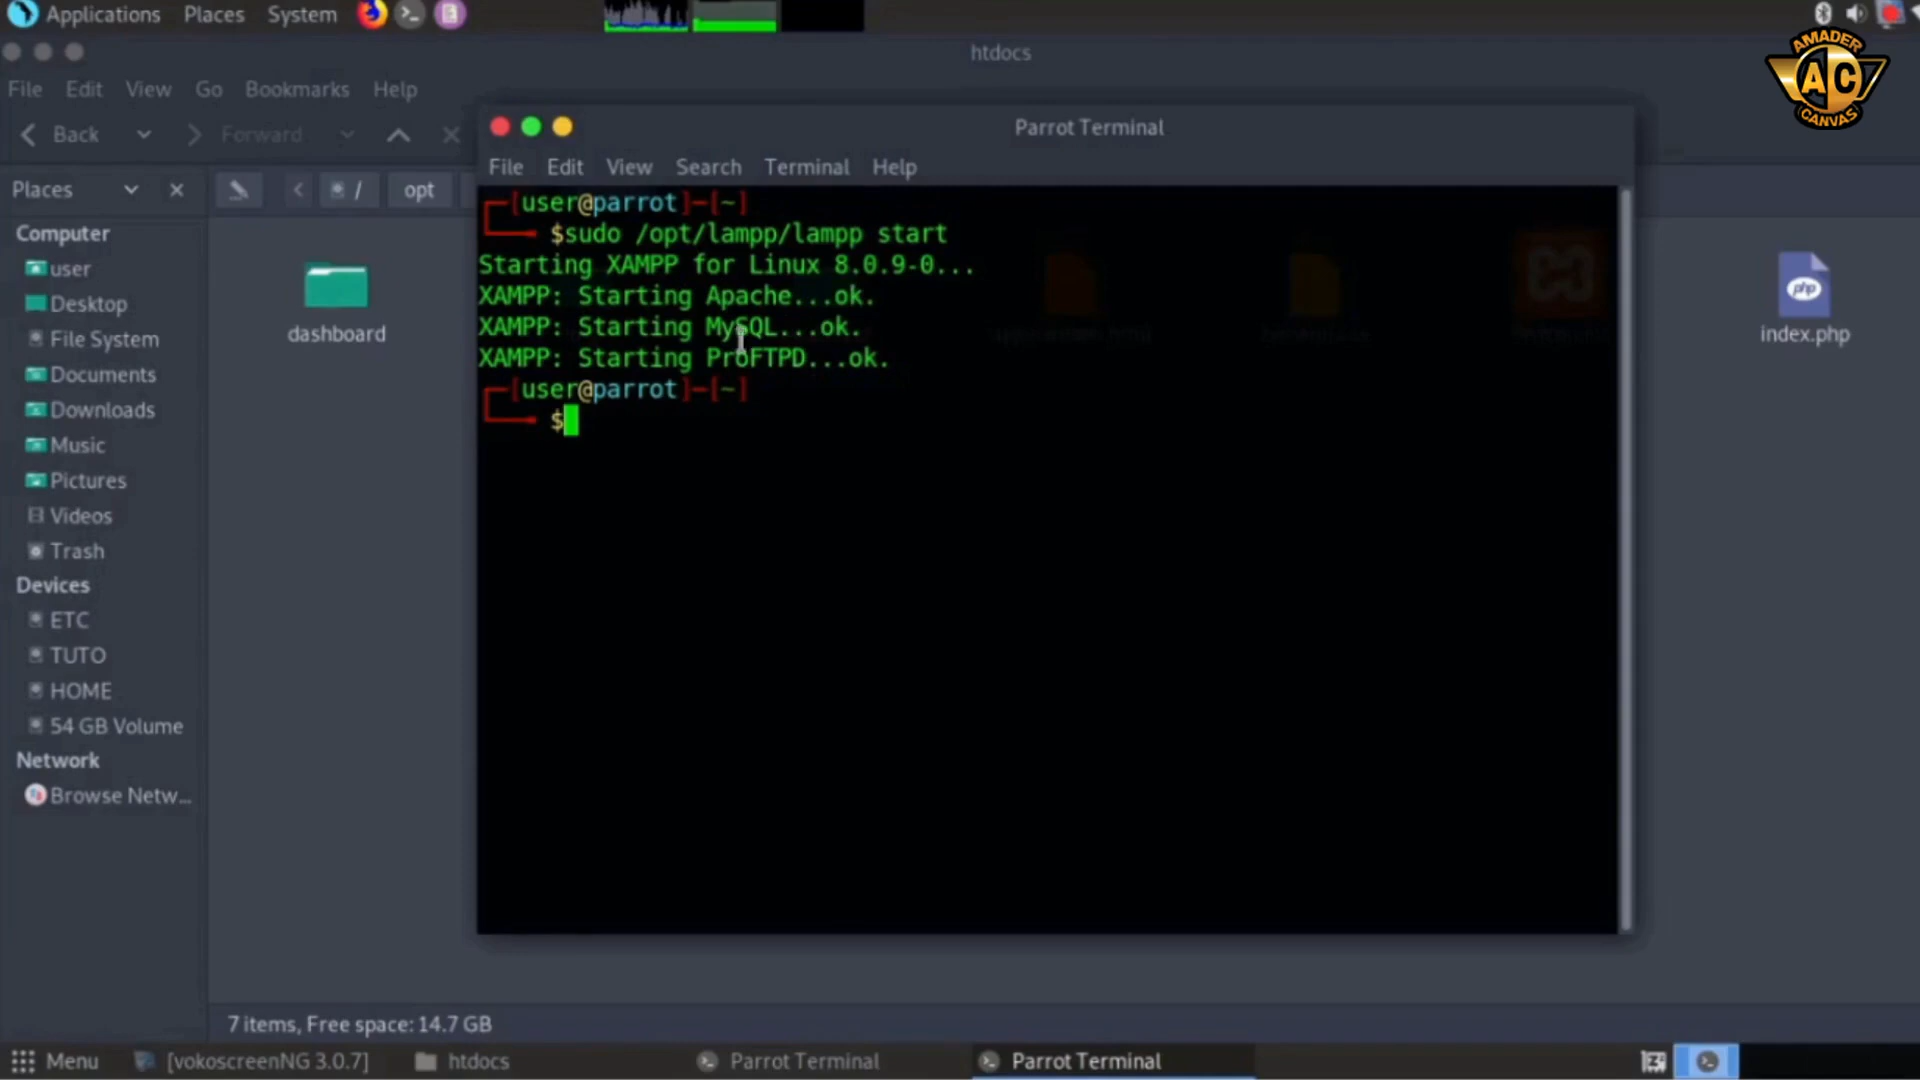 Applications Places System
htdocs
AMADER
AC
CANVAS
File Edit View Go Bookmarks Help
Back Forward
Places
/ opt
Computer
user
Desktop
File System
Documents
Downloads
Music
Pictures
Videos
Trash
Devices
ETC
TUTO
HOME
54 GB Volume
Network
Browse Netw...
dashboard
index.php
php
Parrot Terminal
File Edit View Search Terminal Help
[user@parrot]-[~]
$sudo /opt/lampp/lampp start
Starting XAMPP for Linux 8.0.9-0...
XAMPP: Starting Apache...ok.
XAMPP: Starting MySQL...ok.
XAMPP: Starting ProFTPD...ok.
[user@parrot]-[~]
$
7 items, Free space: 14.7 GB
Menu [vokoscreenNG 3.0.7] htdocs Parrot Terminal Parrot Terminal